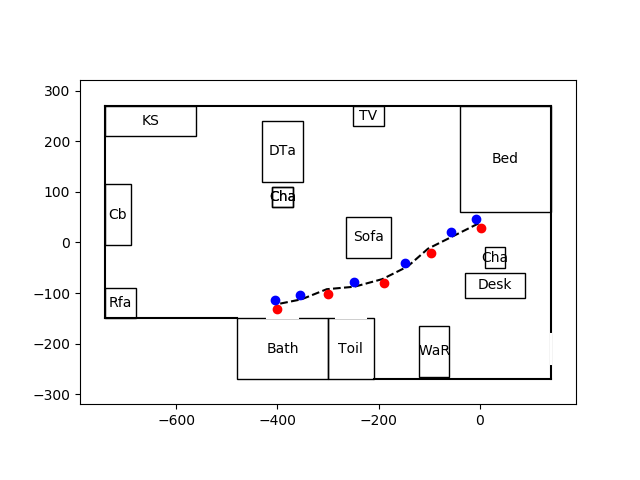 300
200
100
0
−100
−200
−300
−600
−400
−200
0
KS
TV
DTa
Bed
Cha
Cb
Sofa
Cha
Desk
Rfa
Bath
Toil
WaR